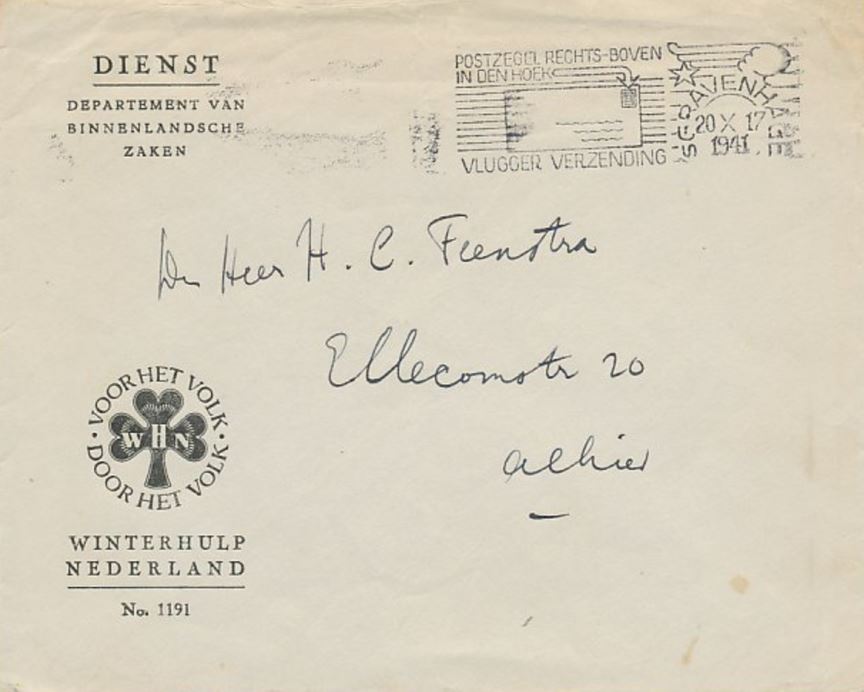 DIENST
DEPARTEMENT VAN
BINNENLANDSCHE
ZAKEN
POSTZEGEL RECHTS-BOVEN
IN DEN HOEK
VLUGGER VERZENDING
20 X 17
1941
Den Heer H. C. Feenstra
Ellecomstr 20
alhier
· VOOR HET VOLK ·
DOOR HET VOLK
WHN
WINTERHULP
NEDERLAND
No. 1191